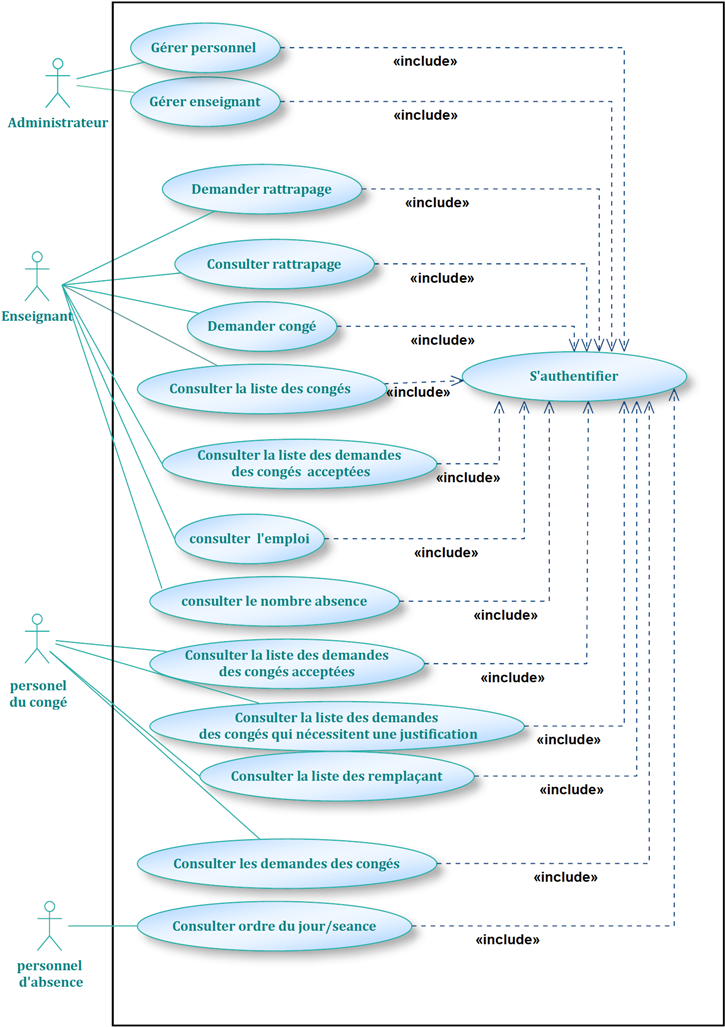 Gérer personnel
«include»
Administrateur
Gérer enseignant
«include»
Demander rattrapage
«include»
Consulter rattrapage
«include»
Enseignant
Demander congé
«include»
S'authentifier
Consulter la liste des congés
«include»
Consulter la liste des demandes
des congés acceptées
«include»
consulter l'emploi
«include»
consulter le nombre absence
«include»
personel
du congé
Consulter la liste des demandes
des congés acceptées
«include»
Consulter la liste des demandes
des congés qui nécessitent une justification
«include»
Consulter la liste des remplaçant
«include»
Consulter les demandes des congés
«include»
Consulter ordre du jour/seance
«include»
personnel
d'absence